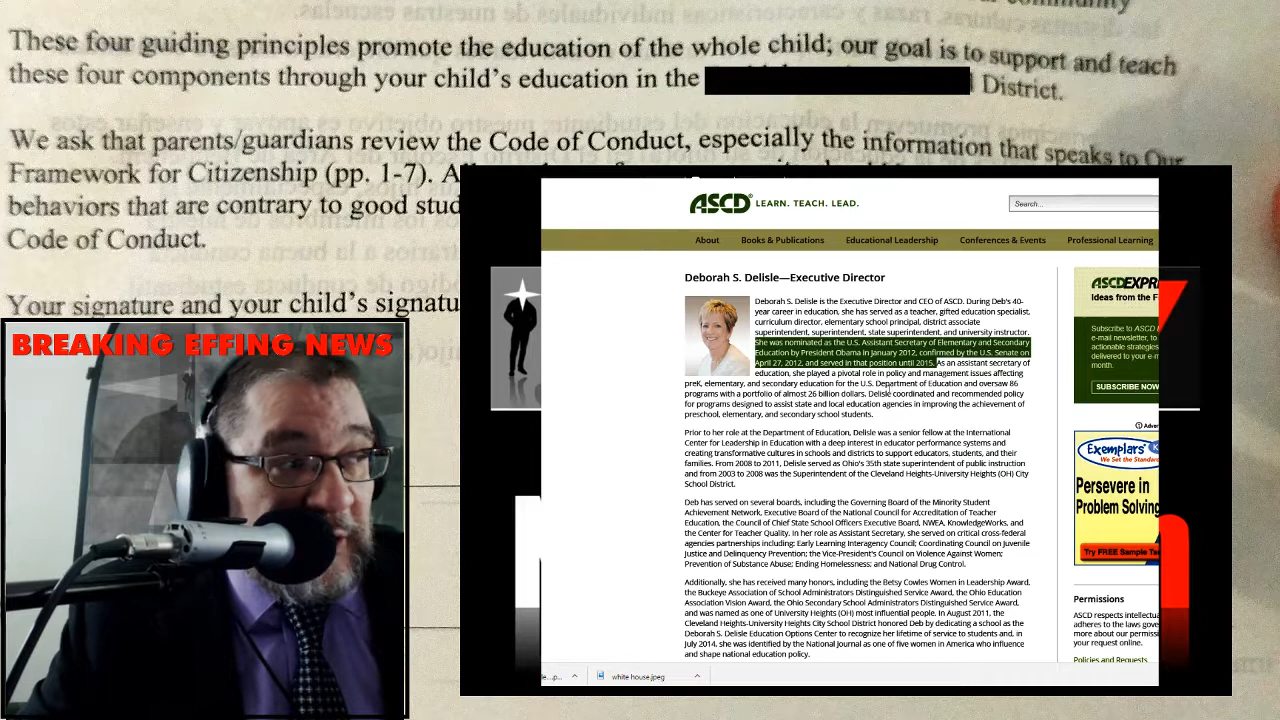 These four guiding principles promote the education of the whole child; our goal is to support and teach
these four components through your child's education in the
District.
We ask that parents/guardians review the Code of Conduct, especially the information that speaks to Our
Framework for Citizenship (pp. 1-7). A
behaviors that are contrary to good stud
Code of Conduct.
Your signature and your child's signatu
BREAKING EFFING NEWS
ASCD® LEARN. TEACH. LEAD.
Search...
About Books & Publications Educational Leadership Conferences & Events Professional Learning
Deborah S. Delisle—Executive Director
Deborah S. Delisle is the Executive Director and CEO of ASCD. During Deb's 40-
year career in education, she has served as a teacher, gifted education specialist,
curriculum director, elementary school principal, district associate
superintendent, superintendent, state superintendent, and university instructor.
She was nominated as the U.S. Assistant Secretary of Elementary and Secondary
Education by President Obama in January 2012, confirmed by the U.S. Senate on
April 27, 2012, and served in that position until 2015. As an assistant secretary of
education, she played a pivotal role in policy and management issues affecting
preK, elementary, and secondary education for the U.S. Department of Education and oversaw 86
programs with a portfolio of almost 26 billion dollars. Delisle coordinated and recommended policy
for programs designed to assist state and local education agencies in improving the achievement of
preschool, elementary, and secondary school students.
Prior to her role at the Department of Education, Delisle was a senior fellow at the International
Center for Leadership in Education with a deep interest in educator performance systems and
creating transformative cultures in schools and districts to support educators, students, and their
families. From 2008 to 2011, Delisle served as Ohio's 35th state superintendent of public instruction
and from 2003 to 2008 was the Superintendent of the Cleveland Heights-University Heights (OH) City
School District.
Deb has served on several boards, including the Governing Board of the Minority Student
Achievement Network, Executive Board of the National Council for Accreditation of Teacher
Education, the Council of Chief State School Officers Executive Board, NWEA, KnowledgeWorks, and
the Center for Teacher Quality. In her role as Assistant Secretary, she served on critical cross-federal
agencies partnerships including: Early Learning Interagency Council; Coordinating Council on Juvenile
Justice and Delinquency Prevention; the Vice-President's Council on Violence Against Women;
Prevention of Substance Abuse; Ending Homelessness; and National Drug Control.
Additionally, she has received many honors, including the Betsy Cowles Women in Leadership Award,
the Buckeye Association of School Administrators Distinguished Service Award, the Ohio Education
Association Vision Award, the Ohio Secondary School Administrators Distinguished Service Award,
and was named as one of University Heights (OH) most influential people. In August 2011, the
Cleveland Heights-University Heights City School District honored Deb by dedicating a school as the
Deborah S. Delisle Education Options Center to recognize her lifetime of service to students and, in
July 2014, she was identified by the National Journal as one of five women in America who influence
and shape national education policy.
ASCDEXPR
Ideas from the F
Subscribe to ASCD
e-mail newsletter, to
actionable strategies
delivered to your e-m
month.
SUBSCRIBE NOW
Adver
Exemplars K
We Set the Standard
Persevere in
Problem Solving
Try FREE Sample Ta
Permissions
ASCD respects intellectua
adheres to the laws gove
more about our permissi
your request online.
Policies and Requests
le...p...
white house.jpeg